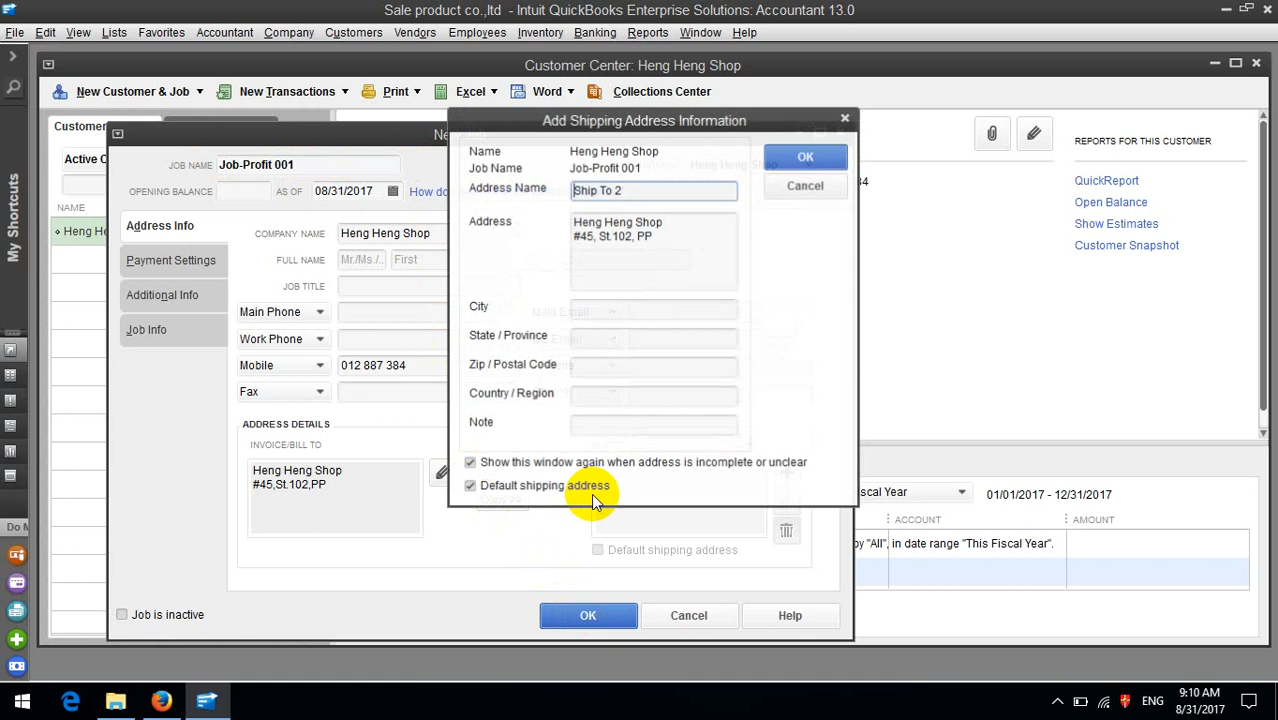 Sale product co.,ltd - Intuit QuickBooks Enterprise Solutions: Accountant 13.0
File Edit View Lists Favorites Accountant Company Customers Vendors Employees Inventory Banking Reports Window Help
Customer Center: Heng Heng Shop
New Customer & Job New Transactions Print Excel Word Collections Center
My Shortcuts
Do M
Customer
Active C
NAME
Heng He
Ne
JOB NAME Job-Profit 001
OPENING BALANCE AS OF 08/31/2017 How do
Address Info
Payment Settings
Additional Info
Job Info
COMPANY NAME Heng Heng Shop
FULL NAME Mr./Ms./.. First
JOB TITLE
Main Phone
Work Phone
Mobile 012 887 384
Fax
ADDRESS DETAILS
INVOICE/BILL TO
Heng Heng Shop
#45,St.102,PP
Default shipping address
Job is inactive
OK Cancel Help
Add Shipping Address Information
Name Heng Heng Shop
Job Name Job-Profit 001
Address Name Ship To 2
Address Heng Heng Shop
#45, St.102, PP
City
State / Province
Zip / Postal Code
Country / Region
Note
Show this window again when address is incomplete or unclear
Default shipping address
OK
Cancel
84
REPORTS FOR THIS CUSTOMER
QuickReport
Open Balance
Show Estimates
Customer Snapshot
scal Year 01/01/2017 - 12/31/2017
ACCOUNT AMOUNT
by "All", in date range "This Fiscal Year".
ENG
9:10 AM
8/31/2017